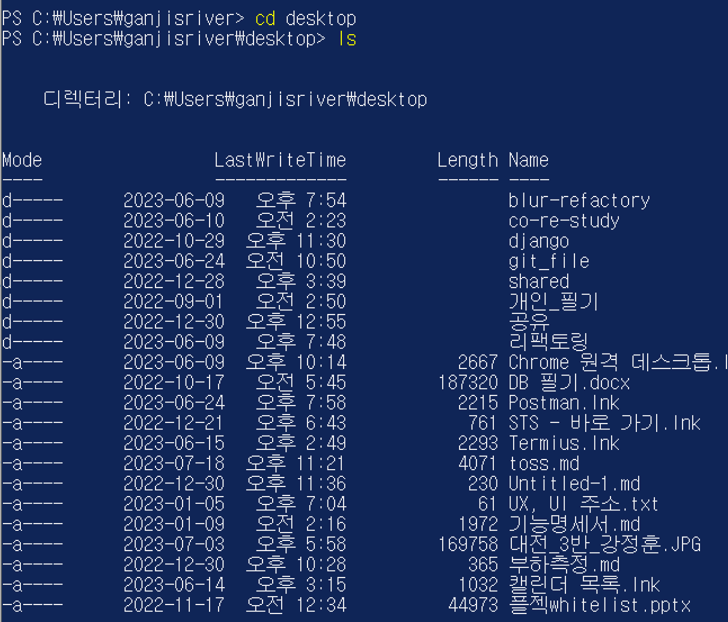 PS C:₩Users₩ganjisriver> cd desktop
PS C:₩Users₩ganjisriver₩desktop> ls
디렉터리: C:₩Users₩ganjisriver₩desktop
Mode LastWriteTime Length Name
---- ------------- ------ ----
d----- 2023-06-09 오후 7:54 blur-refactory
d----- 2023-06-10 오전 2:23 co-re-study
d----- 2022-10-29 오후 11:30 django
d----- 2023-06-24 오전 10:50 git_file
d----- 2022-12-28 오후 3:39 shared
d----- 2022-09-01 오전 2:50 개인_필기
d----- 2022-12-30 오후 12:55 공유
d----- 2023-06-09 오후 7:48 리팩토링
-a---- 2023-06-09 오후 10:14 2667 Chrome 원격 데스크톱.l
-a---- 2022-10-17 오전 5:45 187320 DB 필기.docx
-a---- 2023-06-24 오후 7:58 2215 Postman.lnk
-a---- 2022-12-21 오후 6:43 761 STS - 바로 가기.lnk
-a---- 2023-06-15 오후 2:49 2293 Termius.lnk
-a---- 2023-07-18 오후 11:21 4071 toss.md
-a---- 2022-12-30 오후 11:36 230 Untitled-1.md
-a---- 2023-01-05 오후 7:04 61 UX, UI 주소.txt
-a---- 2023-01-09 오전 2:16 1972 기능명세서.md
-a---- 2023-07-03 오후 5:58 169758 대전_3반_강정훈.JPG
-a---- 2022-12-30 오후 10:28 365 부하측정.md
-a---- 2023-06-14 오후 3:15 1032 캘린더 목록.lnk
-a---- 2022-11-17 오전 12:34 44973 플젝whitelist.pptx